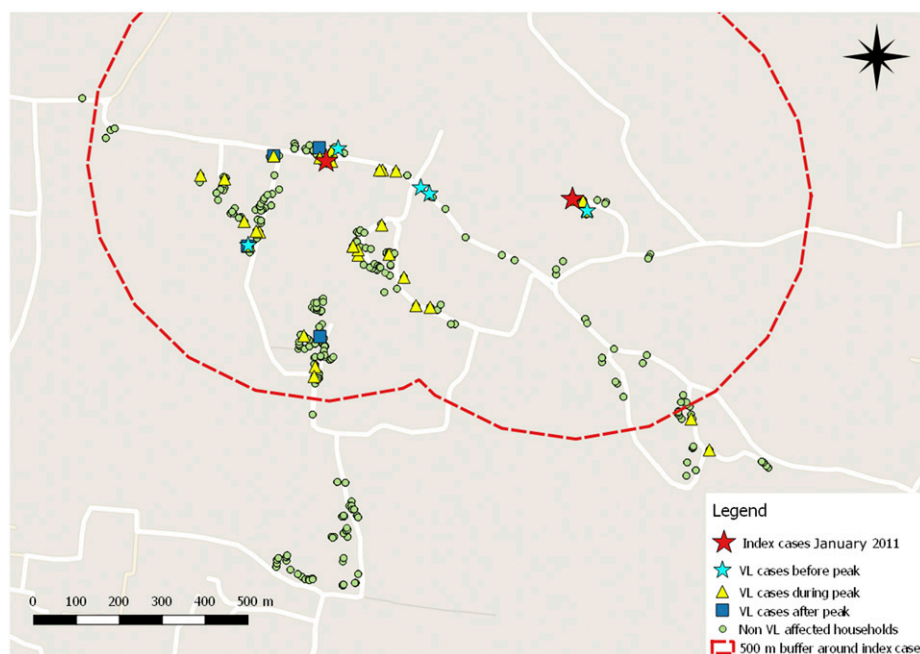 Legend
Index cases January 2011
VL cases before peak
VL cases during peak
VL cases after peak
Non VL affected households
500 m buffer around index case
0 100 200 300 400 500 m